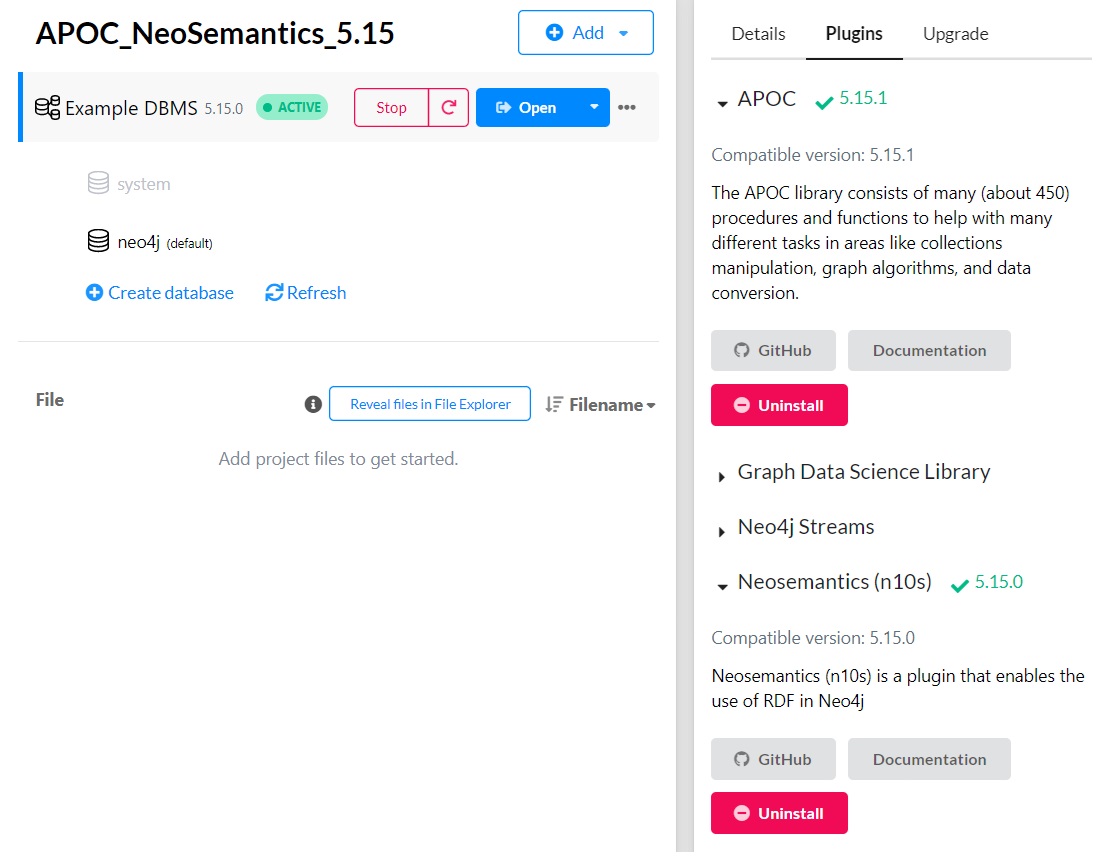 APOC_NeoSemantics_5.15
Add
Example DBMS 5.15.0 ACTIVE Stop Open
system
neo4j (default)
Create database Refresh
File Reveal files in File Explorer Filename
Add project files to get started.
Details Plugins Upgrade
APOC 5.15.1
Compatible version: 5.15.1
The APOC library consists of many (about 450)
procedures and functions to help with many
different tasks in areas like collections
manipulation, graph algorithms, and data
conversion.
GitHub Documentation
Uninstall
Graph Data Science Library
Neo4j Streams
Neosemantics (n10s) 5.15.0
Compatible version: 5.15.0
Neosemantics (n10s) is a plugin that enables the
use of RDF in Neo4j
GitHub Documentation
Uninstall